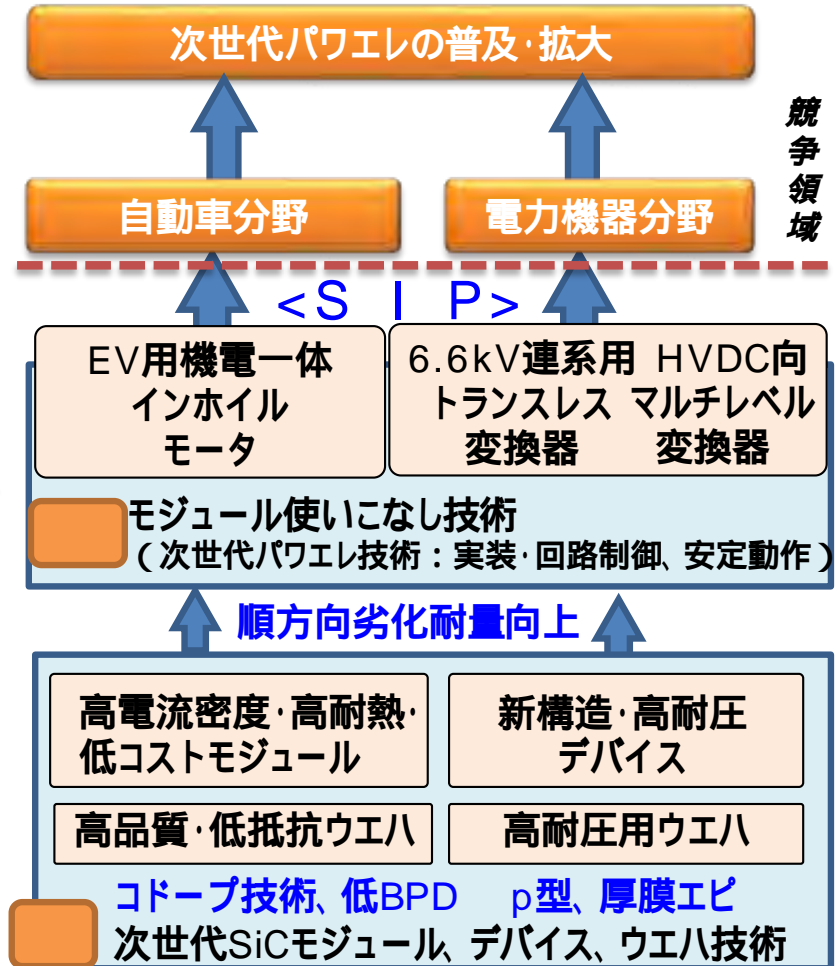 次世代パワエレの普及･拡大
競争領域
自動車分野
電力機器分野
<S I P>
EV用機電一体
インホイル
モータ
6.6kV連系用
トランスレス
変換器
HVDC向
マルチレベル
変換器
モジュール使いこなし技術
(次世代パワエレ技術：実装･回路制御、安定動作)
順方向劣化耐量向上
高電流密度･高耐熱･
低コストモジュール
新構造･高耐圧
デバイス
高品質･低抵抗ウエハ
高耐圧用ウエハ
コドープ技術、低BPD p型、厚膜エピ
次世代SiCモジュール、デバイス、ウエハ技術